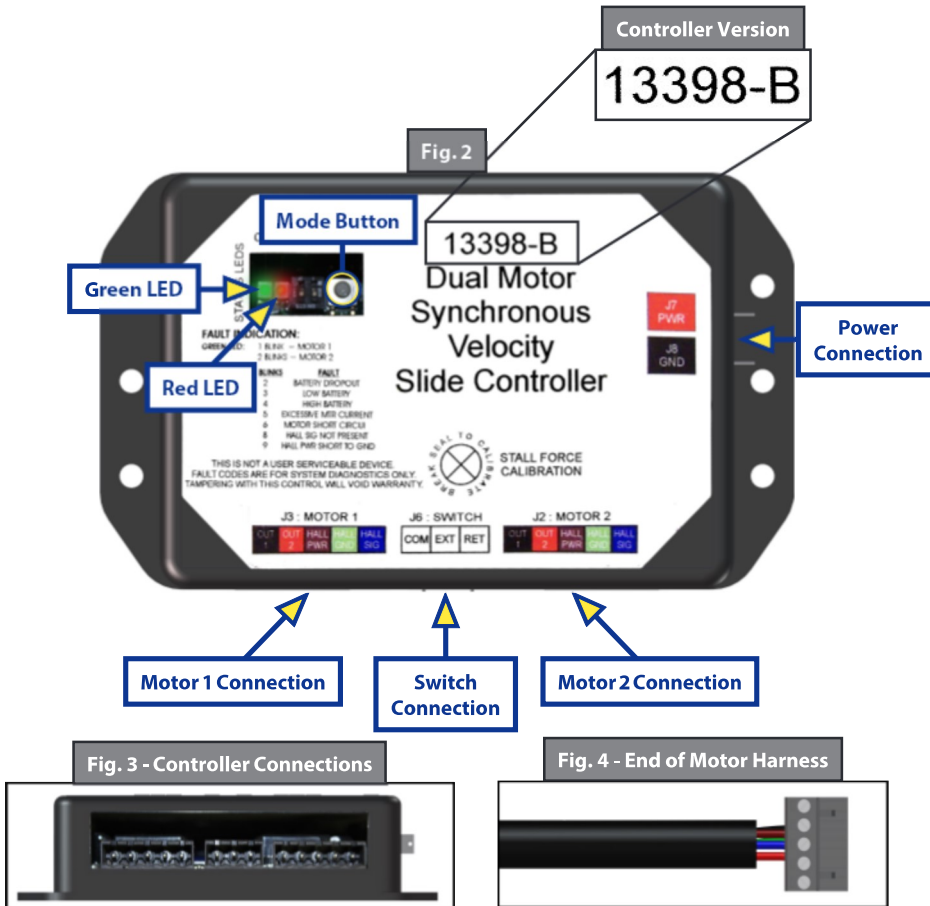 Controller Version
13398-B
Fig. 2
Mode Button
13398-B
Dual Motor
Synchronous
Velocity
Slide Controller
Green LED
LEDS
Red LED
FAULT INDICATION:
1 BLINK – MOTOR 1
2 BLINKS – MOTOR 2
FAULT
2 BATTERY DROPOUT
3 LOW BATTERY
4 HIGH BATTERY
5 EXCESSIVE MTR CURRENT
6 MOTOR SHORT CIRCUI
8 HALL SIG NOT PRESENT
9 HALL PWR SHORT TO GND
THIS IS NOT A USER SERVICEABLE DEVICE.
FAULT CODES ARE FOR SYSTEM DIAGNOSTICS ONLY.
TAMPERING WITH THIS CONTROL WILL VOID WARRANTY.
BREAK SEAL TO CALIBRATE
STALL FORCE
CALIBRATION
J7
PWR
J8
GND
Power
Connection
J3 : MOTOR 1
OUT 1 OUT 2 HALL PWR HALL GND HALL SIG
J6 : SWITCH
COM EXT RET
J2 : MOTOR 2
OUT 1 OUT 2 HALL PWR HALL GND HALL SIG
Motor 1 Connection
Switch
Connection
Motor 2 Connection
Fig. 3 - Controller Connections
Fig. 4 - End of Motor Harness